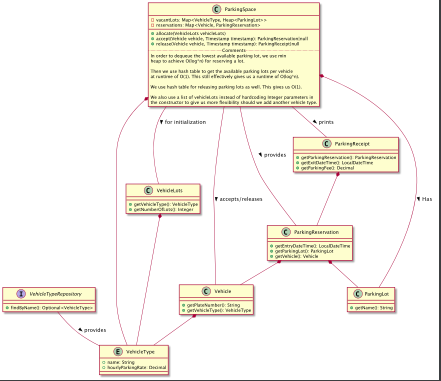 C ParkingSpace
vacantLots: Map<VehicleType, Heap<ParkingLot>>
reservations: Map<Vehicle, ParkingReservation>
allocate(VehicleLots vehicleLots)
accept(Vehicle vehicle, Timestamp timestamp): ParkingReservation|null
release(Vehicle vehicle, Timestamp timestamp): ParkingReceipt|null
Comments
In order to dequeue the lowest available parking lot, we use min
heap to achieve O(log^n) for reserving a lot.
Then we use hash table to get the available parking lots per vehicle
at runtime of O(1). This still effectively gives us a runtime of O(log^n).
We use hash table for releasing parking lots as well. This gives us O(1).
We also use a list of vehicleLots instead of hardcoding integer parameters in
the constructor to give us more flexibility should we add another vehicle type.
for initialization
prints
C ParkingReceipt
getParkingReservation(): ParkingReservation
getExitDateTime(): LocalDateTime
getParkingFee(): Decimal
provides
C VehicleLots
getVehicleType(): VehicleType
getNumberOfLots(): Integer
accepts/releases
Has
C ParkingReservation
getEntryDateTime(): LocalDateTime
getParkingLot(): ParkingLot
getVehicle(): Vehicle
I VehicleTypeRepository
findByName(): Optional<VehicleType>
C Vehicle
getPlateNumber(): String
getVehicleType(): VehicleType
C ParkingLot
getName(): String
provides
E VehicleType
name: String
hourlyParkingRate: Decimal